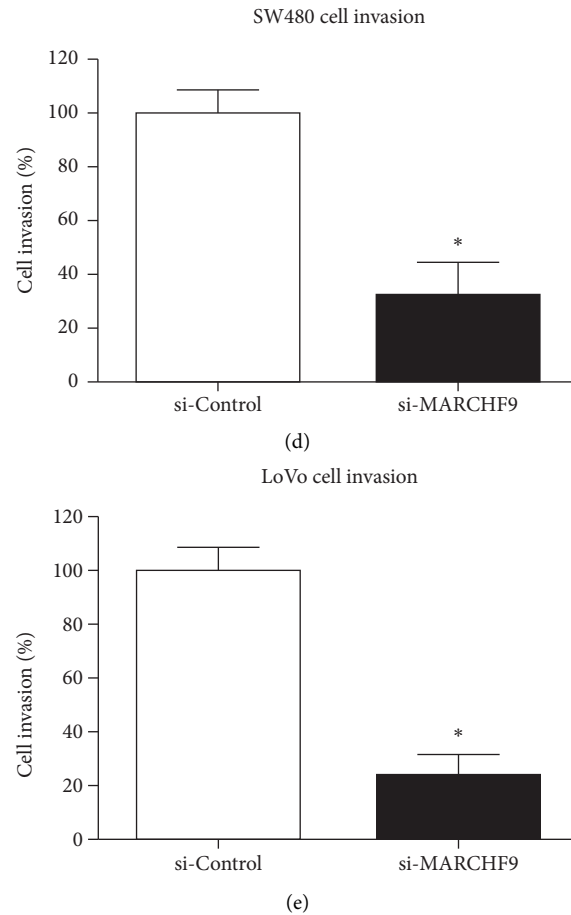 SW480 cell invasion
120
100
80
60
40
20
0
Cell invasion (%)
*
si-Control
si-MARCHF9
(d)
LoVo cell invasion
120
100
80
60
40
20
0
Cell invasion (%)
*
si-Control
si-MARCHF9
(e)